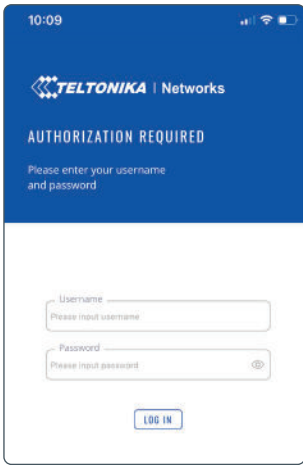 10:09
TELTONIKA | Networks
AUTHORIZATION REQUIRED
Please enter your username
and password
Username
Please input username
Password
Please input password
LOG IN